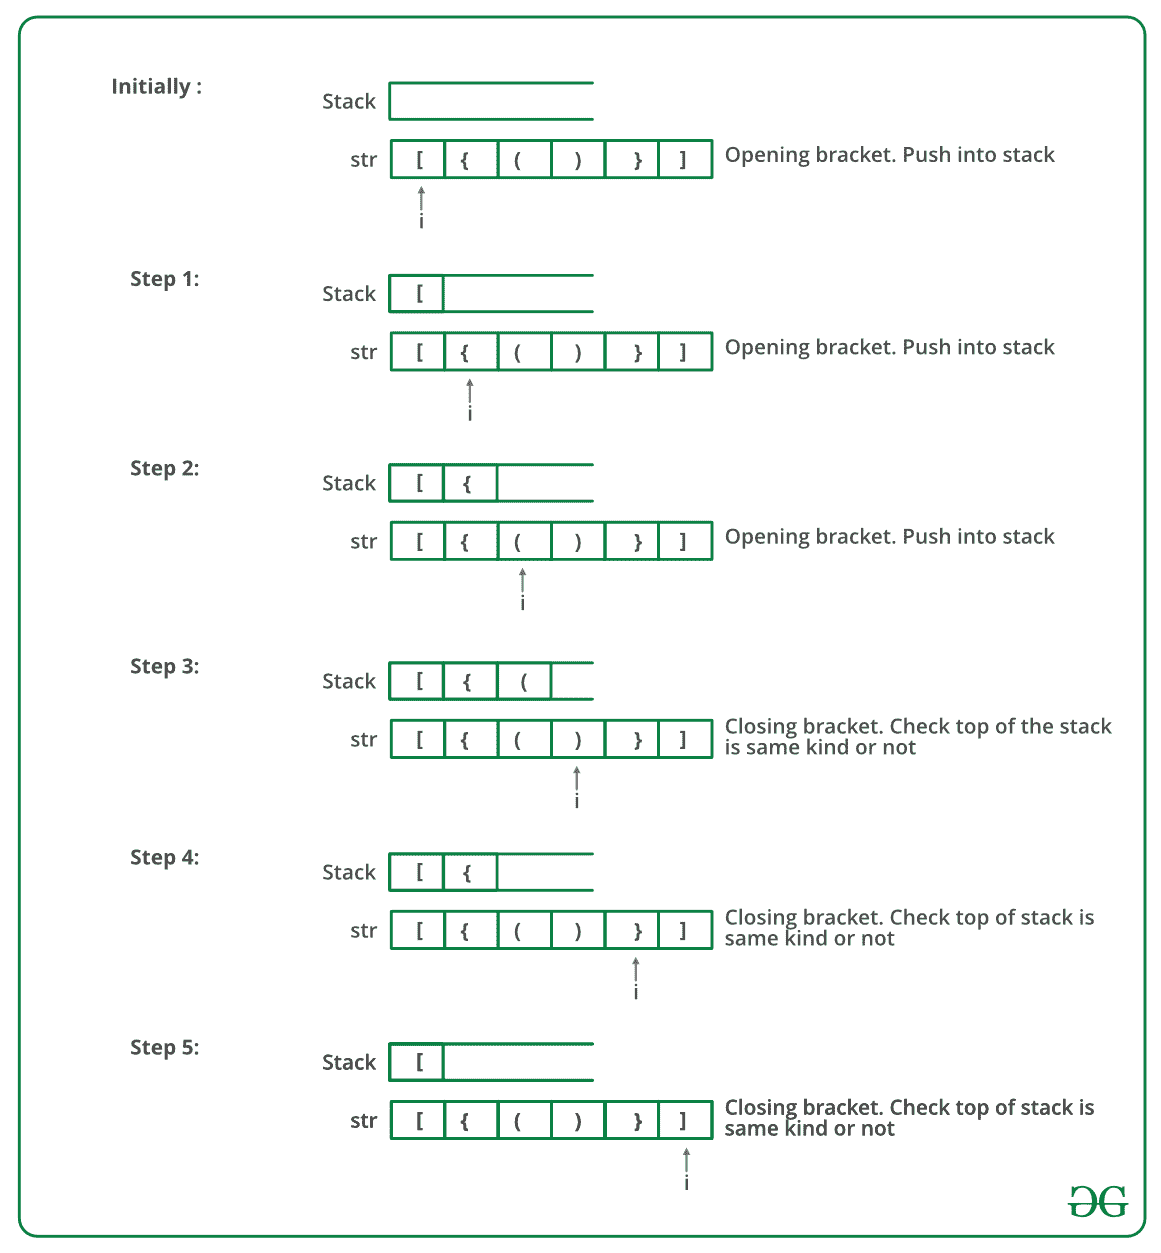 Initially :
Stack
str [ { ( ) } ] Opening bracket. Push into stack
i
Step 1:
Stack [
str [ { ( ) } ] Opening bracket. Push into stack
i
Step 2:
Stack [ {
str [ { ( ) } ] Opening bracket. Push into stack
i
Step 3:
Stack [ { (
str [ { ( ) } ] Closing bracket. Check top of the stack
is same kind or not
i
Step 4:
Stack [ {
str [ { ( ) } ] Closing bracket. Check top of stack is
same kind or not
i
Step 5:
Stack [
str [ { ( ) } ] Closing bracket. Check top of stack is
same kind or not
i
GG